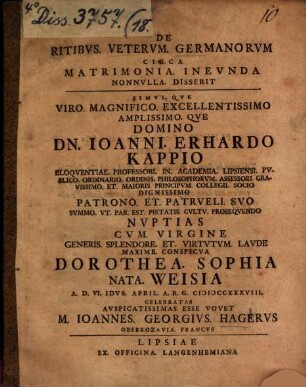 4° Diss. 3757. (18.
10
DE
RITIBVS. VETERVM. GERMANORVM
CIRCA
MATRIMONIA. INEVNDA
NONNVLLA. DISSERIT
SIMVL. QVE
VIRO. MAGNIFICO. EXCELLENTISSIMO
AMPLISSIMO. QVE
DOMINO
DN. IOANNI. ERHARDO
KAPPIO
ELOQVENTIAE. PROFESSORI. IN. ACADEMIA. LIPSIENSI. PV-
BLICO. ORDINARIO. ORDINIS. PHILOSOPHORVM. ASSESSORI. GRA-
VISSIMO. ET. MAIORIS PRINCIPVM. COLLEGII. SOCIO
DIGNISSIMO
PATRONO. ET. PATRVELI. SVO
SVMMO. VT. PAR. EST. PIETATIS. CVLTV. PROSEQVENDO
NVPTIAS
CVM. VIRGINE
GENERIS. SPLENDORE. ET. VIRTVTVM. LAVDE
MAXIME. CONSPICVA
DOROTHEA. SOPHIA
NATA. WEISIA
A. D. VI. IDVS. APRIL. A. R. G. CIↃIↃCCXXXVIII.
CELEBRATAS
AVSPICATISSIMAS. ESSE VOVET
M. IOANNES. GEORGIVS. HAGERVS
OBERKOZAVIA. FRANCVS
LIPSIAE
EX. OFFICINA. LANGENHEMIANA